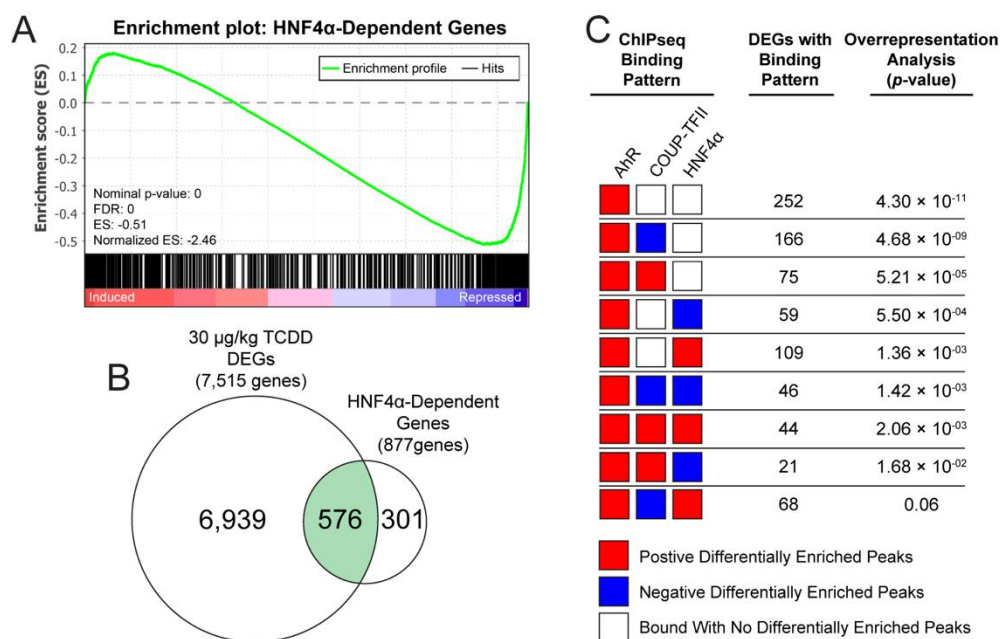 A
Enrichment plot: HNF4α-Dependent Genes
Enrichment score (ES)
0.2
0.1
0.0
-0.1
-0.2
-0.3
-0.4
-0.5
Enrichment profile
Hits
Nominal p-value: 0
FDR: 0
ES: -0.51
Normalized ES: -2.46
Induced
Repressed
B
30 µg/kg TCDD
DEGs
(7,515 genes)
HNF4α-Dependent
Genes
(877genes)
6,939
576
301
C
ChIPseq
Binding
Pattern
DEGs with
Binding
Pattern
Overrepresentation
Analysis
(p-value)
AhR
COUP-TFII
HNF4α
252 4.30 × 10⁻¹¹
166 4.68 × 10⁻⁰⁹
75 5.21 × 10⁻⁰⁵
59 5.50 × 10⁻⁰⁴
109 1.36 × 10⁻⁰³
46 1.42 × 10⁻⁰³
44 2.06 × 10⁻⁰³
21 1.68 × 10⁻⁰²
68 0.06
Postive Differentially Enriched Peaks
Negative Differentially Enriched Peaks
Bound With No Differentially Enriched Peaks